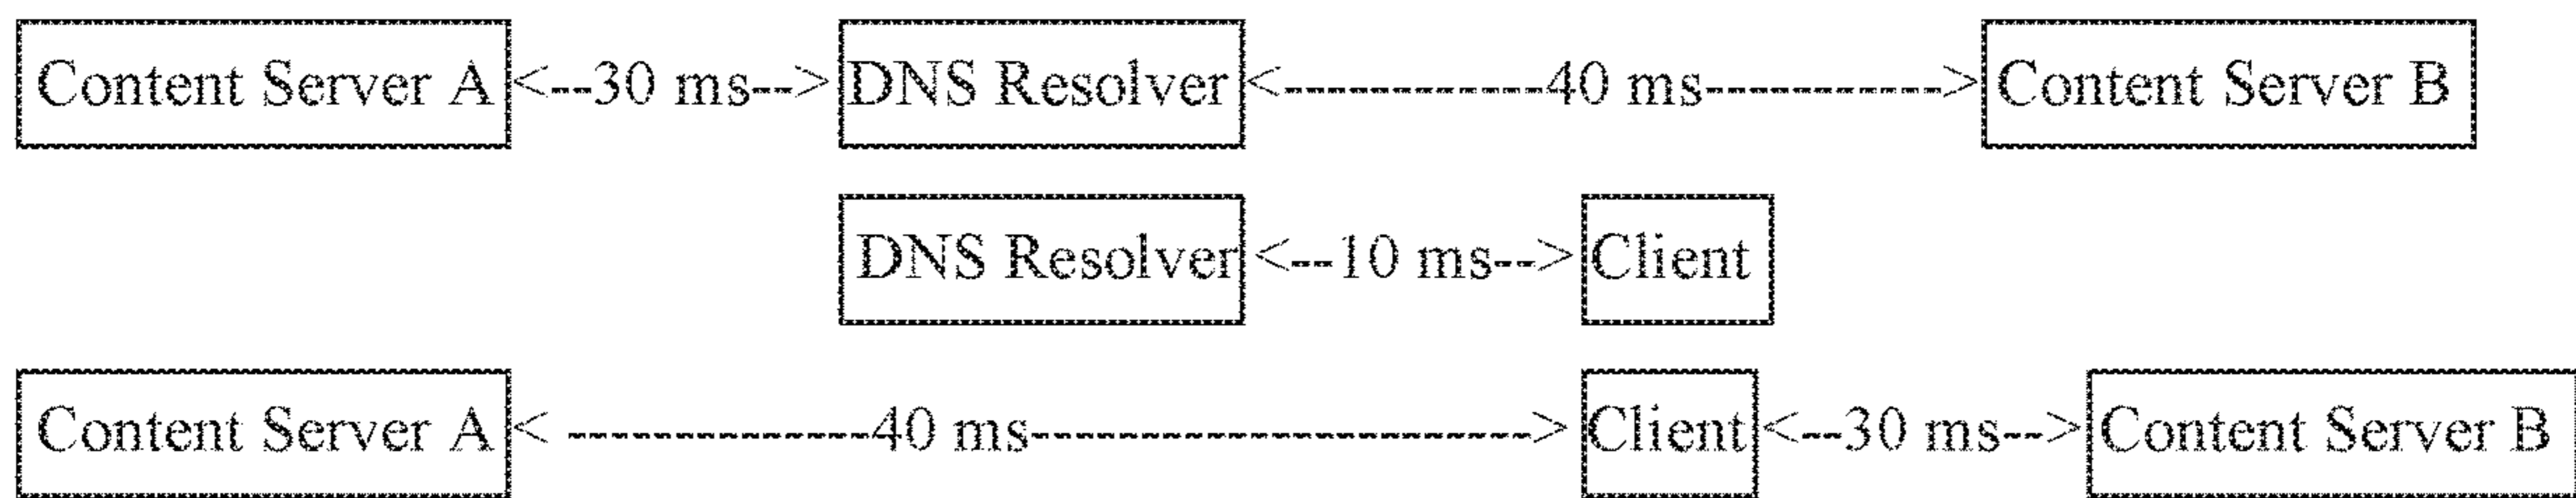 Content Server A<--30 ms-->DNS Resolver<------------40 ms----------->Content Server B
DNS Resolver<--10 ms-->Client
Content Server A< --------------40 ms----------------------->Client<--30 ms-->Content Server B